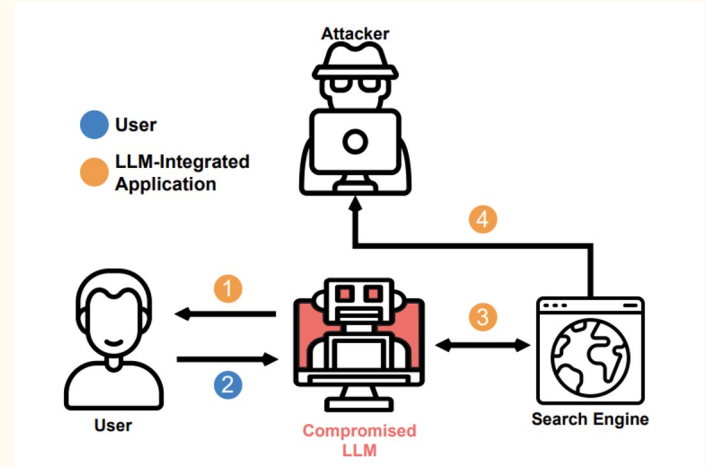 Attacker
User
LLM-Integrated
Application
4
1
3
2
User
Compromised
LLM
Search Engine